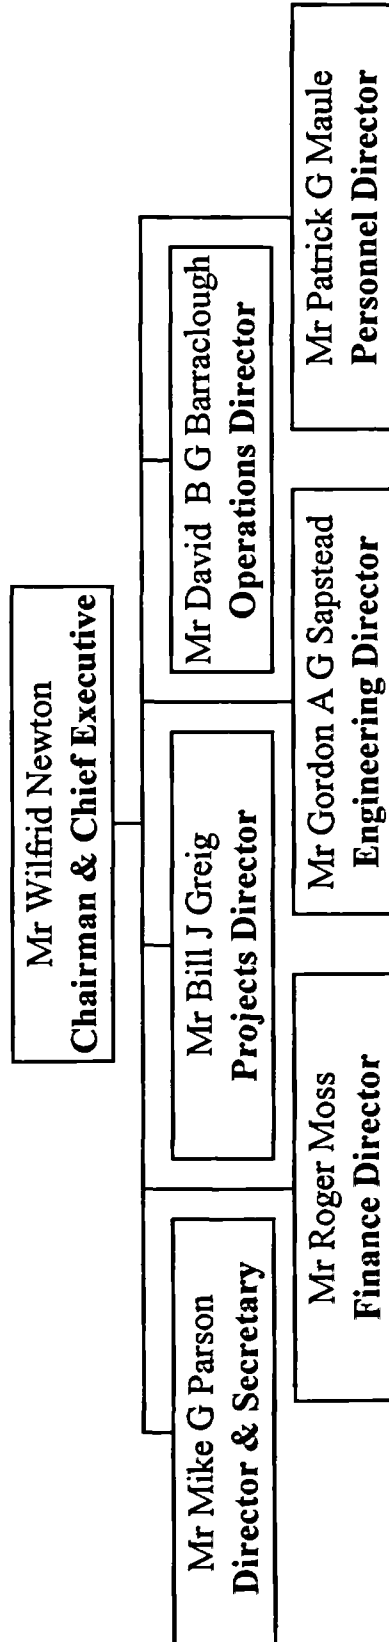 Mr Wilfrid Newton
Chairman & Chief Executive
Mr Mike G Parson
Director & Secretary
Mr Bill J Greig
Projects Director
Mr David B G Barraclough
Operations Director
Mr Roger Moss
Finance Director
Mr Gordon A G Sapstead
Engineering Director
Mr Patrick G Maule
Personnel Director